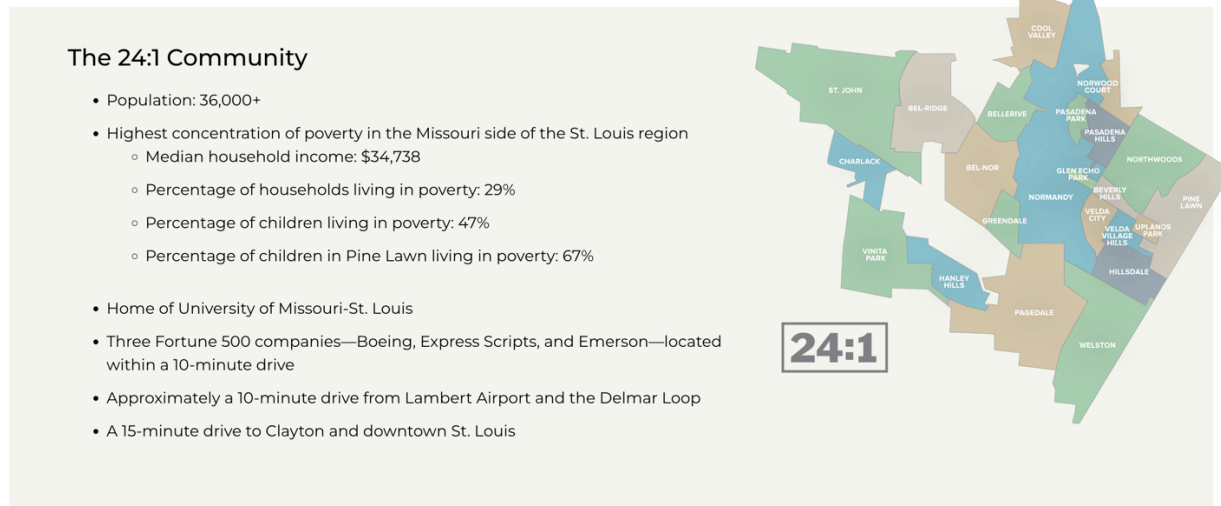 The 24:1 Community
• Population: 36,000+
• Highest concentration of poverty in the Missouri side of the St. Louis region
◦ Median household income: $34,738
◦ Percentage of households living in poverty: 29%
◦ Percentage of children living in poverty: 47%
◦ Percentage of children in Pine Lawn living in poverty: 67%
• Home of University of Missouri-St. Louis
• Three Fortune 500 companies—Boeing, Express Scripts, and Emerson—located
within a 10-minute drive
• Approximately a 10-minute drive from Lambert Airport and the Delmar Loop
• A 15-minute drive to Clayton and downtown St. Louis
COOL
VALLEY
ST. JOHN
BEL-RIDGE
NORWOOD
COURT
BELLERIVE
PASADENA
PARK
PASADENA
HILLS
CHARLACK
BEL-NOR
NORTHWOODS
GLEN ECHO
PARK
BEVERLY
HILLS
NORMANDY
PINE
LAWN
GREENDALE
VELDA
CITY
VELDA
VILLAGE
HILLS
UPLANDS
PARK
VINITA
PARK
HANLEY
HILLS
HILLSDALE
PAGEDALE
WELSTON
24:1